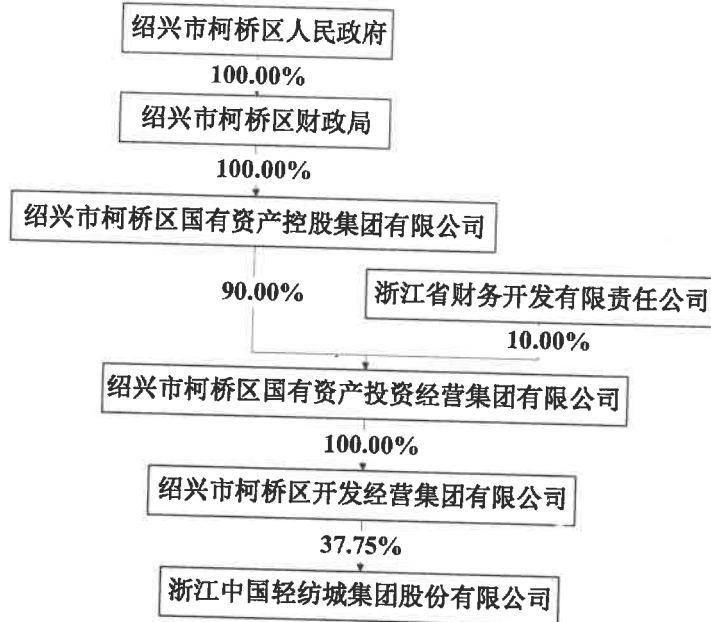 绍兴市柯桥区人民政府
100.00%
绍兴市柯桥区财政局
100.00%
绍兴市柯桥区国有资产控股集团有限公司
90.00%
浙江省财务开发有限责任公司
10.00%
绍兴市柯桥区国有资产投资经营集团有限公司
100.00%
绍兴市柯桥区开发经营集团有限公司
37.75%
浙江中国轻纺城集团股份有限公司